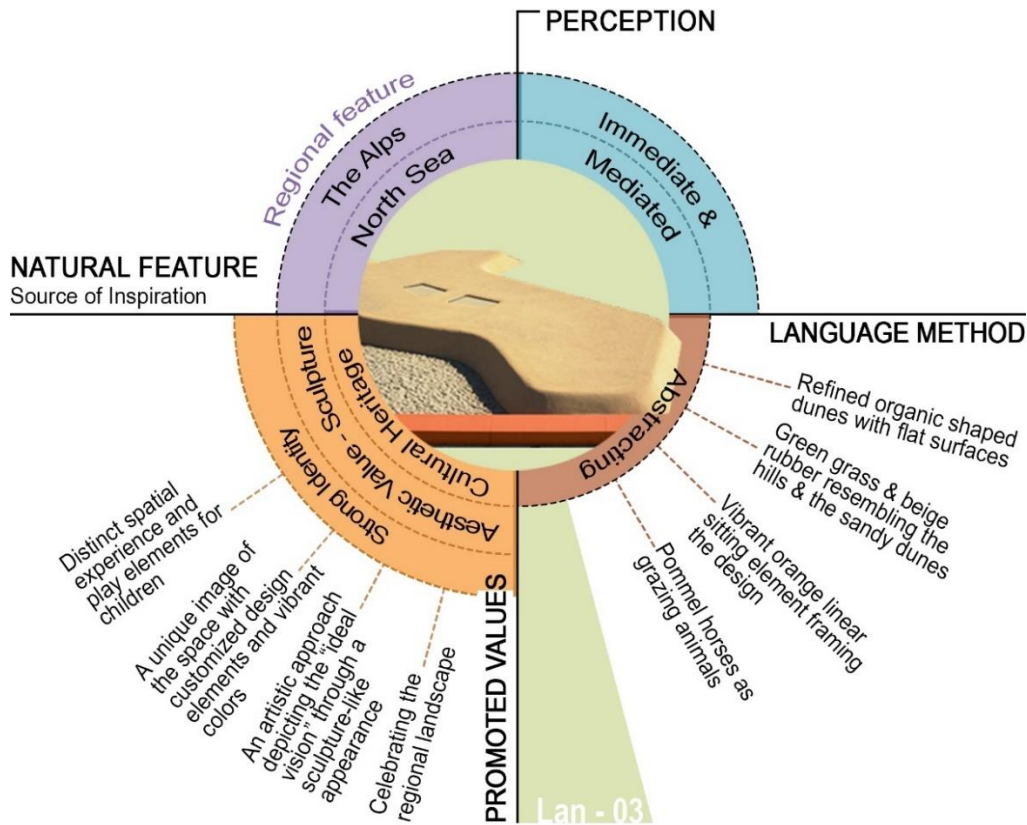 PERCEPTION
Regional feature
The Alps
North Sea
Immediate &
Mediated
NATURAL FEATURE
Source of Inspiration
LANGUAGE METHOD
Abstracting
Refined organic shaped
dunes with flat surfaces
Green grass & beige
rubber resembling the
hills & the sandy dunes
Vibrant orange linear
sitting element framing
the design
Pommel horses as
grazing animals
Cultural Heritage
Aesthetic Value - Sculpture
Strong Identity
Distinct spatial
experience and
play elements for
children
A unique image of
the space with
customized design
elements and vibrant
colors
An artistic approach
depicting the “ideal
vision” through a
sculpture-like
appearance
Celebrating the
regional landscape
PROMOTED VALUES
Lan - 03